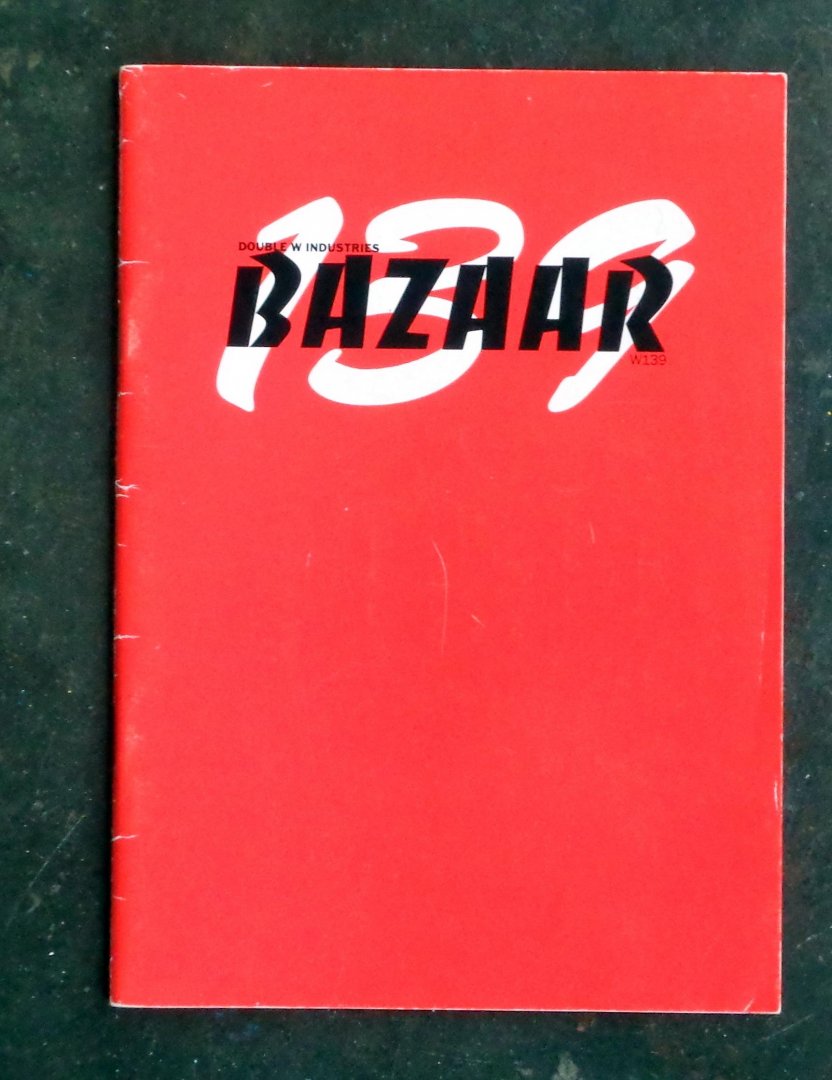 139
DOUBLE W INDUSTRIES
BAZAAR
W139